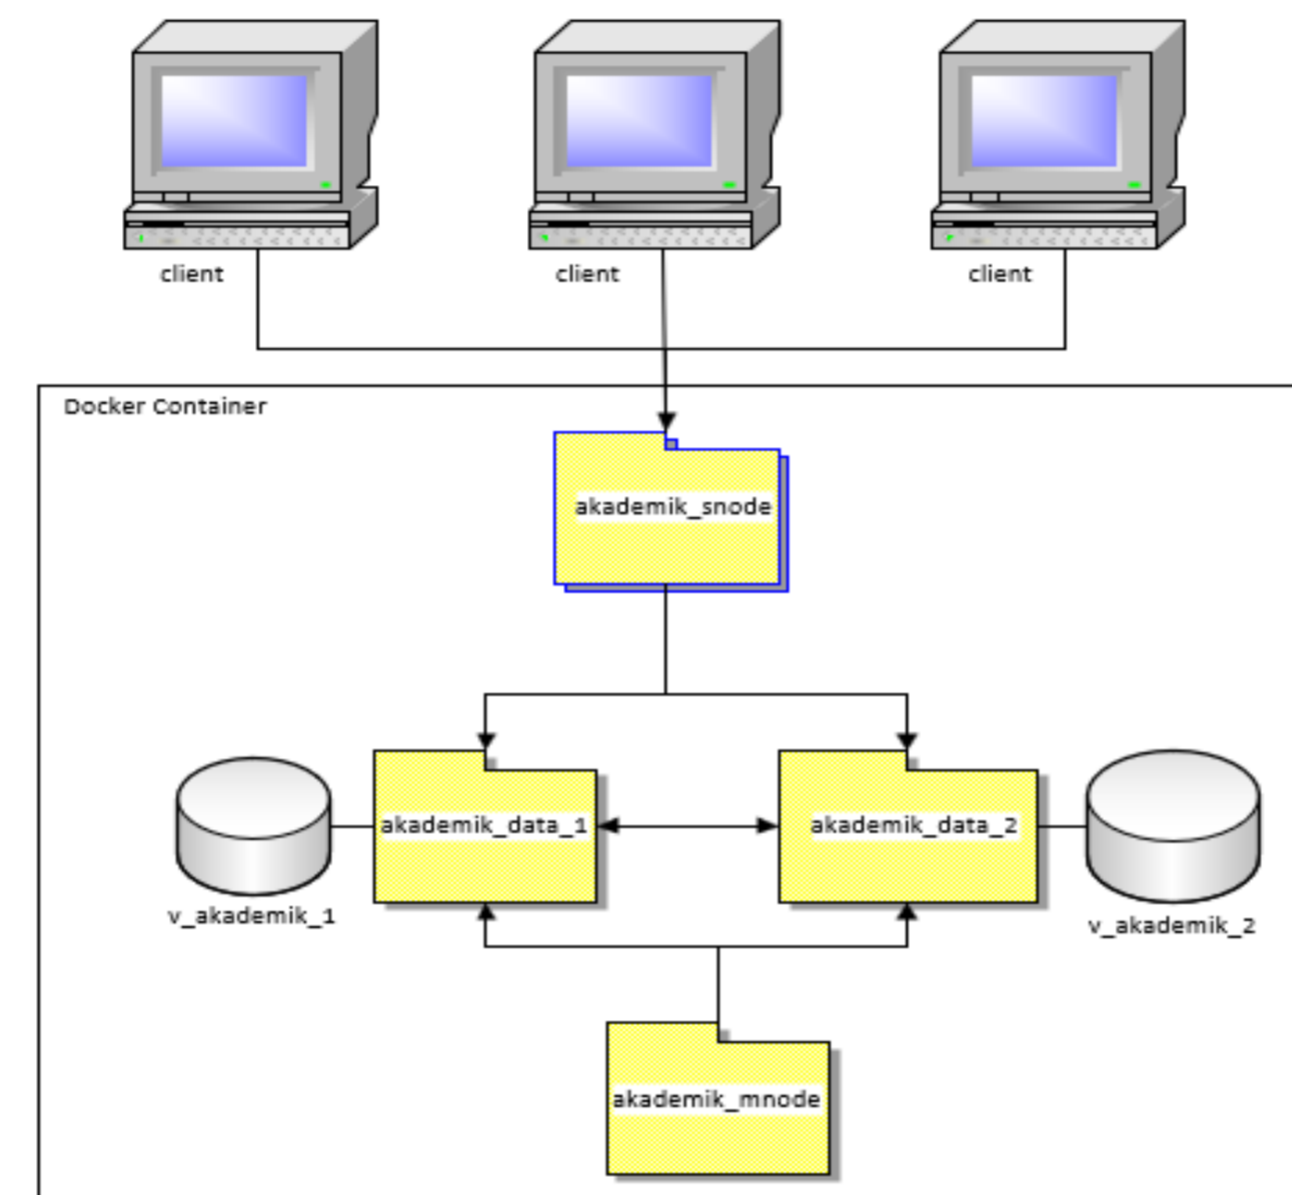 client
client
client
Docker Container
akademik_snode
akademik_data_1
akademik_data_2
v_akademik_1
v_akademik_2
akademik_mnode